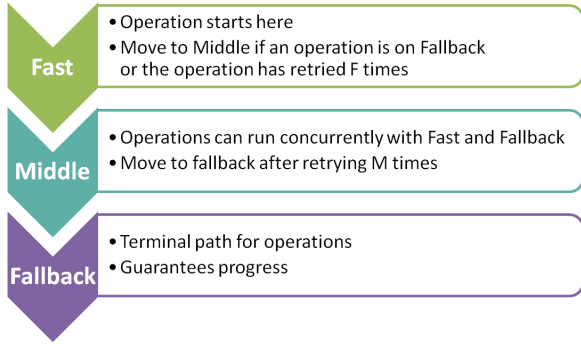 Fast
• Operation starts here
• Move to Middle if an operation is on Fallback
or the operation has retried F times
Middle
• Operations can run concurrently with Fast and Fallback
• Move to fallback after retrying M times
Fallback
• Terminal path for operations
• Guarantees progress